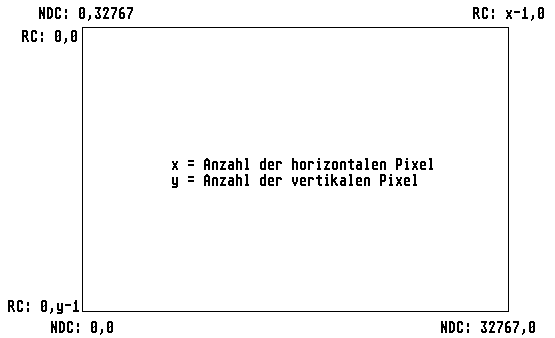 NDC: 0,32767
RC: x-1,0
RC: 0,0
x = Anzahl der horizontalen Pixel
y = Anzahl der vertikalen Pixel
RC: 0,y-1
NDC: 0,0
NDC: 32767,0